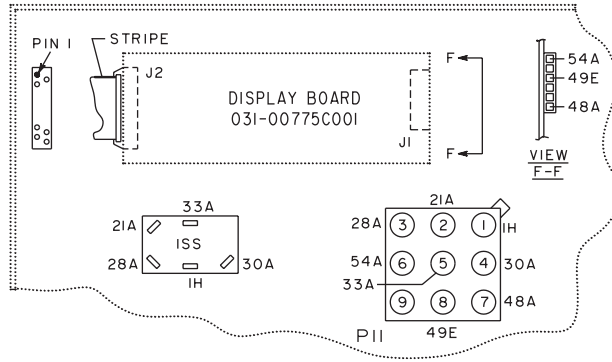 PIN 1
STRIPE
J2
DISPLAY BOARD
031-00775C001
J1
F
F
54A
49E
48A
VIEW
F-F
33A
21A
ISS
28A
30A
1H
21A
28A
3
2
1
1H
54A
6
5
4
30A
33A
9
8
7
48A
P11
49E